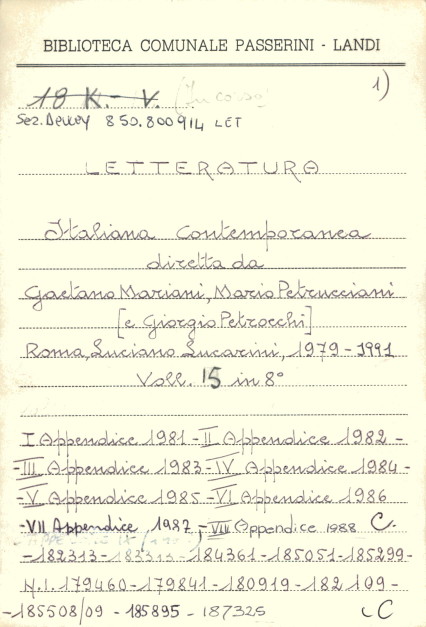 BIBLIOTECA COMUNALE PASSERINI - LANDI
1)
18 K. - V. (In corso)
Sez. Dewey 850.800914 LET
LETTERATURA
Italiana Contemporanea
diretta da
Gaetano Mariani, Mario Petrucciani
[e Giorgio Petrocchi]
Roma, Luciano Lucarini, 1979-1991
Voll. 15 in 8°
I Appendice 1981 - II Appendice 1982 -
- III Appendice 1983 - IV Appendice 1984 -
- V Appendice 1985 - VI Appendice 1986
- VII Appendice 1987 - VIII Appendice 1988 C.
- 182313 - 183313 - 184361 - 185051 - 185299 -
N.I. 179460 - 179841 - 180919 - 182109 -
- 185508/09 - 185895 - 187325 C